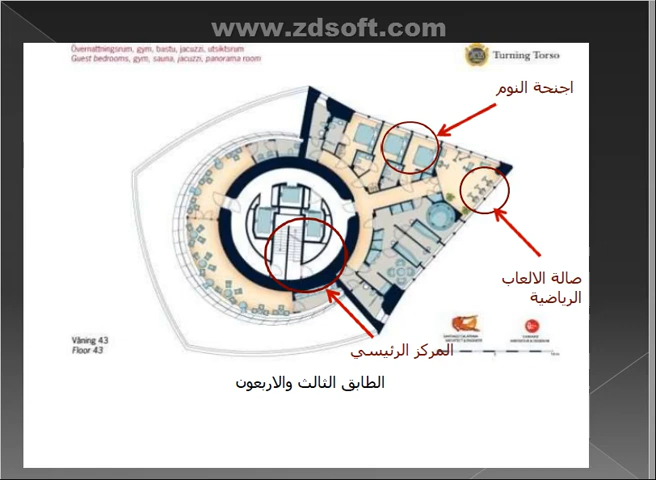 www.zdsoft.com
Övernattningsrum, gym, bastu, jacuzzi, utsiktsrum
Guest bedrooms, gym, sauna, jacuzzi, panorama room
Turning Torso
اجنحة النوم
صالة الالعاب
الرياضية
المركز الرئيسي
Våning 43
Floor 43
الطابق الثالث والاربعون